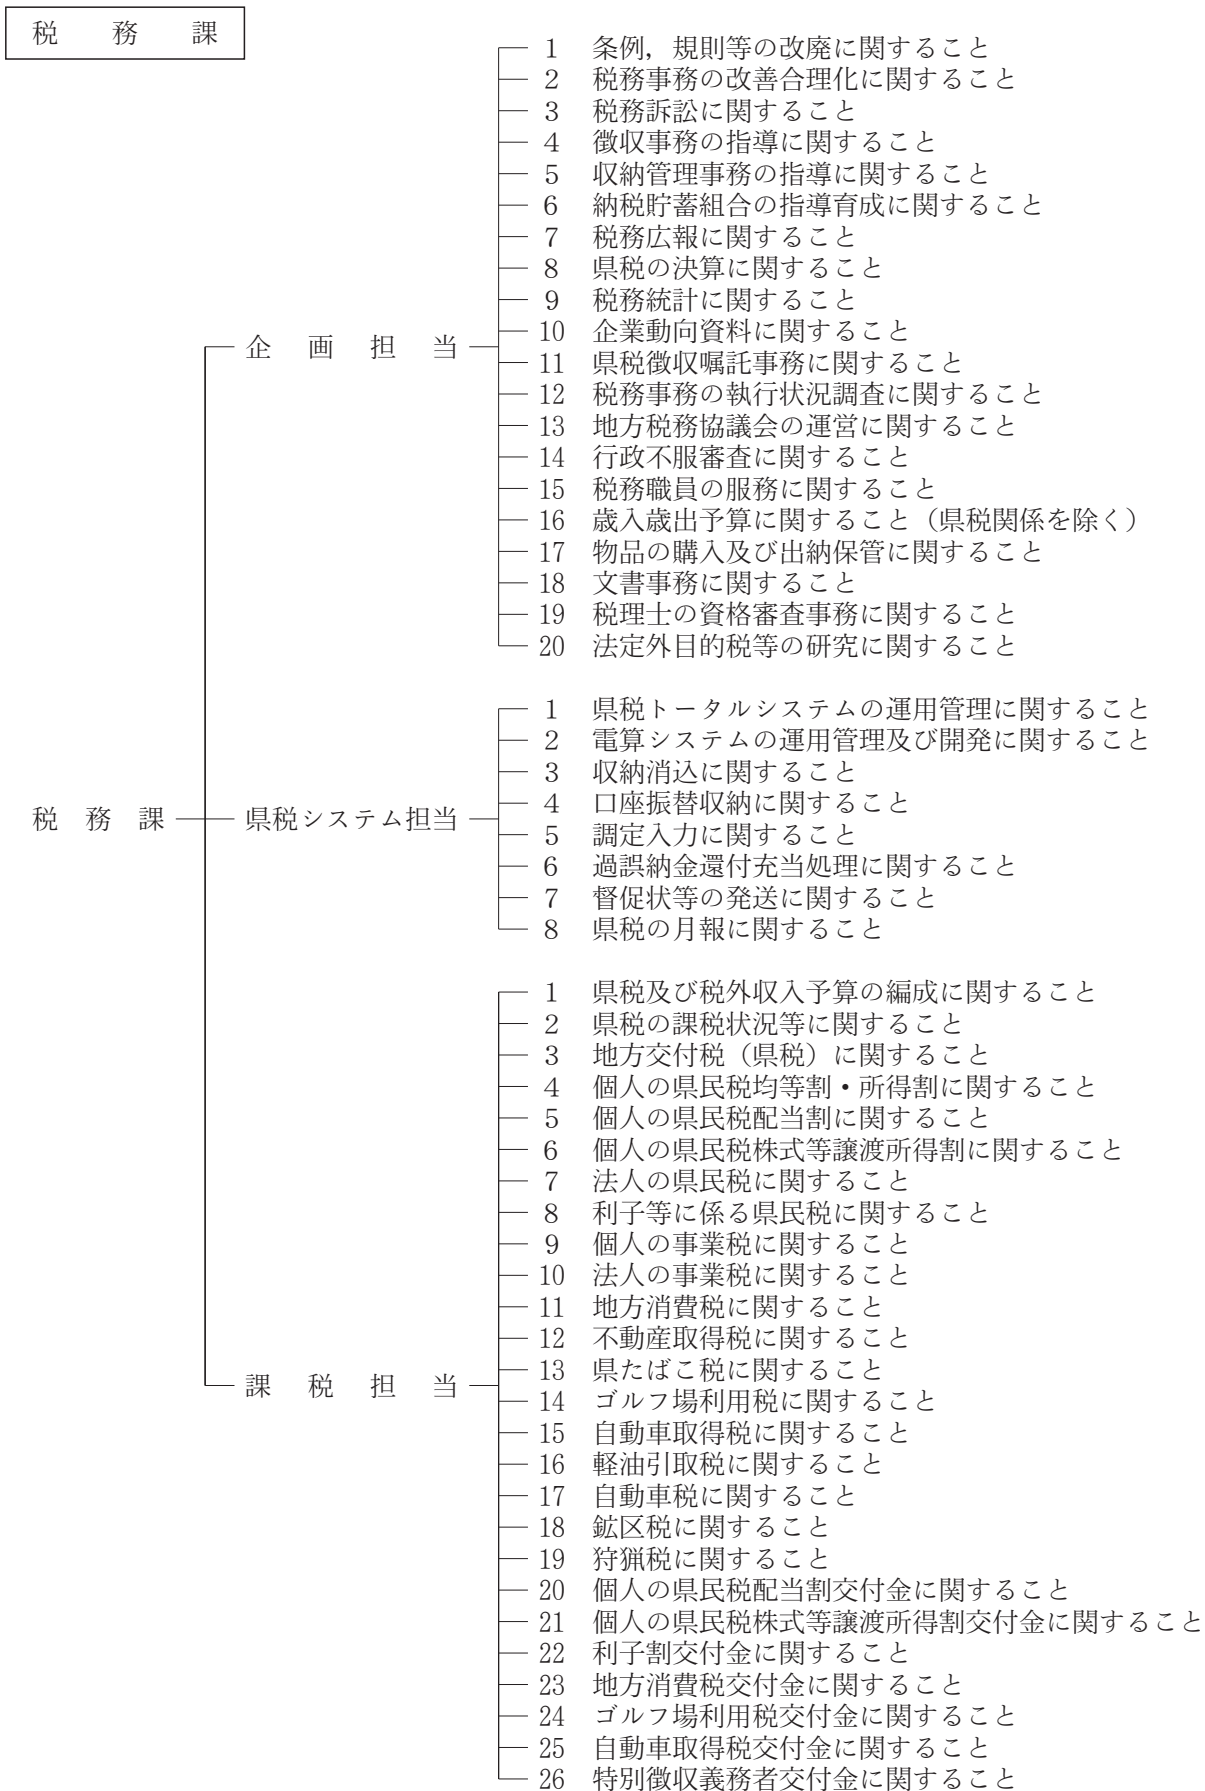 税務課
1 条例，規則等の改廃に関すること
2 税務事務の改善合理化に関すること
3 税務訴訟に関すること
4 徴収事務の指導に関すること
5 収納管理事務の指導に関すること
6 納税貯蓄組合の指導育成に関すること
7 税務広報に関すること
8 県税の決算に関すること
9 税務統計に関すること
10 企業動向資料に関すること
企画担当
11 県税徴収嘱託事務に関すること
12 税務事務の執行状況調査に関すること
13 地方税務協議会の運営に関すること
14 行政不服審査に関すること
15 税務職員の服務に関すること
16 歳入歳出予算に関すること（県税関係を除く）
17 物品の購入及び出納保管に関すること
18 文書事務に関すること
19 税理士の資格審査事務に関すること
20 法定外目的税等の研究に関すること
1 県税トータルシステムの運用管理に関すること
2 電算システムの運用管理及び開発に関すること
3 収納消込に関すること
4 口座振替収納に関すること
税務課 県税システム担当
5 調定入力に関すること
6 過誤納金還付充当処理に関すること
7 督促状等の発送に関すること
8 県税の月報に関すること
1 県税及び税外収入予算の編成に関すること
2 県税の課税状況等に関すること
3 地方交付税（県税）に関すること
4 個人の県民税均等割・所得割に関すること
5 個人の県民税配当割に関すること
6 個人の県民税株式等譲渡所得割に関すること
7 法人の県民税に関すること
8 利子等に係る県民税に関すること
9 個人の事業税に関すること
10 法人の事業税に関すること
11 地方消費税に関すること
12 不動産取得税に関すること
13 県たばこ税に関すること
課税担当
14 ゴルフ場利用税に関すること
15 自動車取得税に関すること
16 軽油引取税に関すること
17 自動車税に関すること
18 鉱区税に関すること
19 狩猟税に関すること
20 個人の県民税配当割交付金に関すること
21 個人の県民税株式等譲渡所得割交付金に関すること
22 利子割交付金に関すること
23 地方消費税交付金に関すること
24 ゴルフ場利用税交付金に関すること
25 自動車取得税交付金に関すること
26 特別徴収義務者交付金に関すること